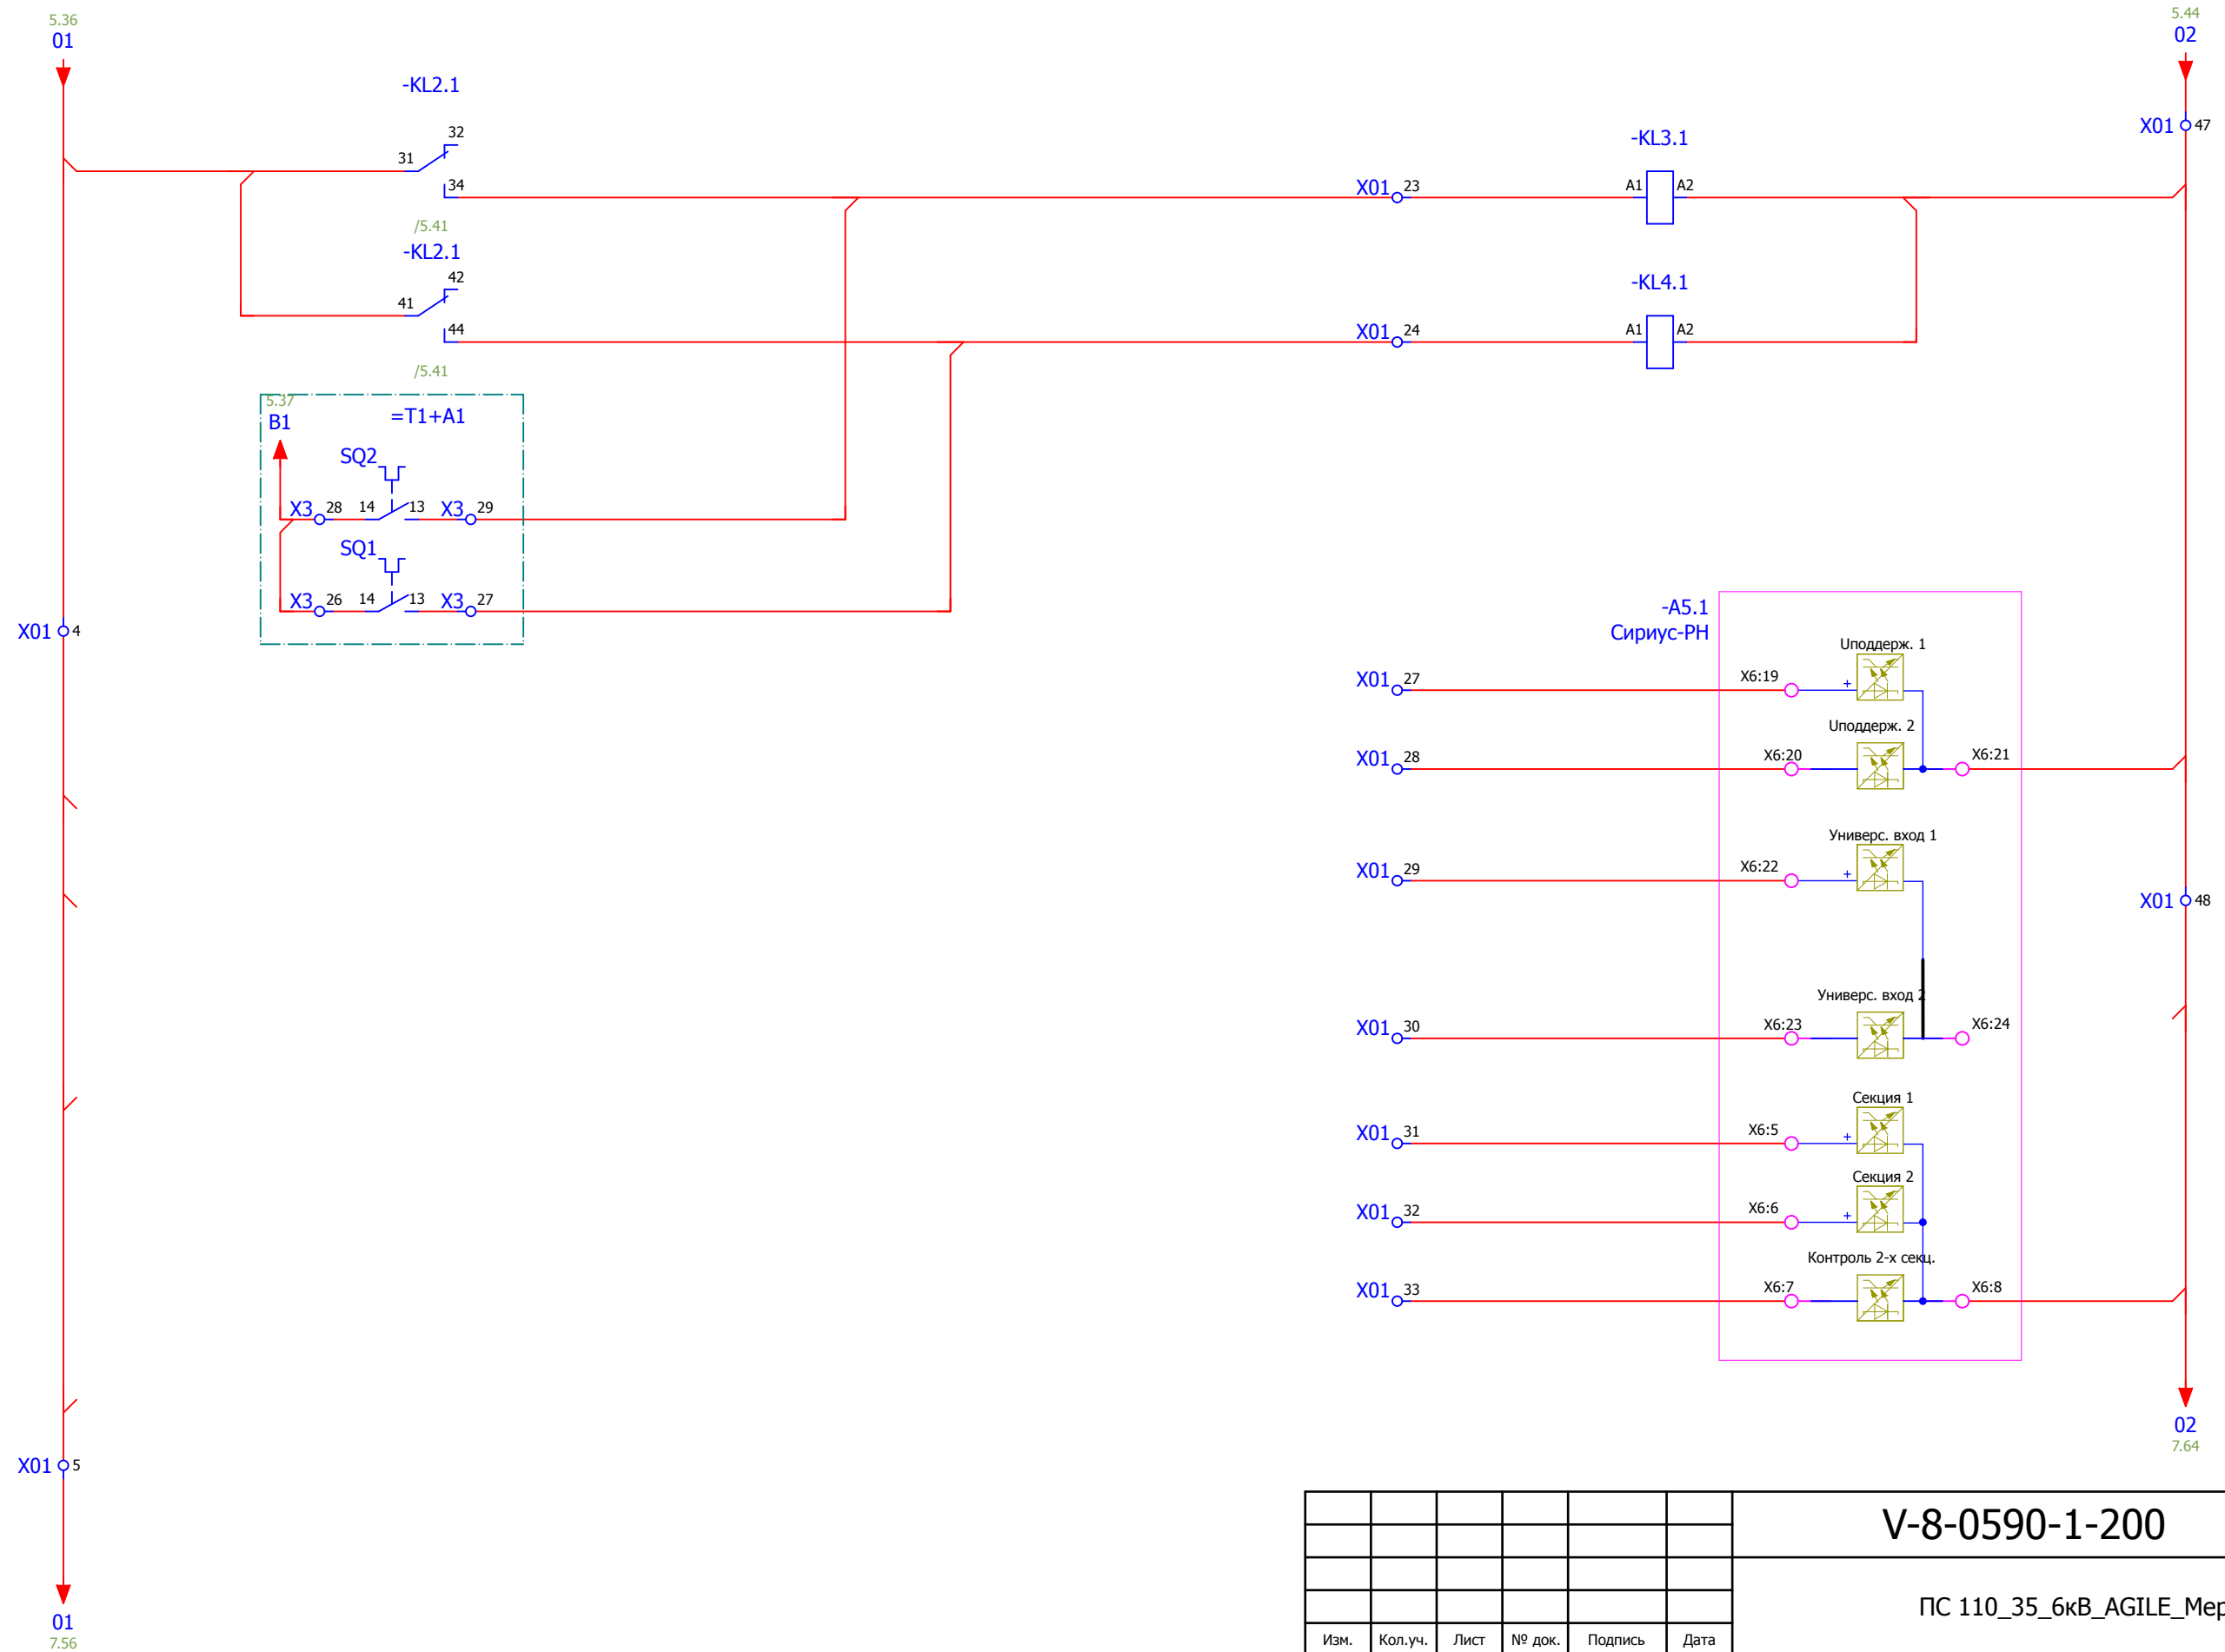 5.36
01
5.44
02
-KL2.1
X01 47
32
31
34
-KL3.1
X01 23
A1 A2
/5.41
-KL2.1
42
41
44
-KL4.1
X01 24
A1 A2
/5.41
5.37
B1
=T1+A1
SQ2
X3 28 14 13 X3 29
SQ1
X3 26 14 13 X3 27
X01 4
-A5.1
Сириус-РН
Uподдерж. 1
X01 27
X6:19
+
Uподдерж. 2
X01 28
X6:20
X6:21
Универс. вход 1
X01 29
X6:22
+
X01 48
Универс. вход 2
X01 30
X6:23
X6:24
Секция 1
X01 31
X6:5
+
Секция 2
X01 32
X6:6
+
Контроль 2-х секц.
X01 33
X6:7
X6:8
02
7.64
X01 5
01
7.56
V-8-0590-1-200
ПС 110_35_6кВ_AGILE_Мер
Изм. Кол.уч. Лист № док. Подпись Дата